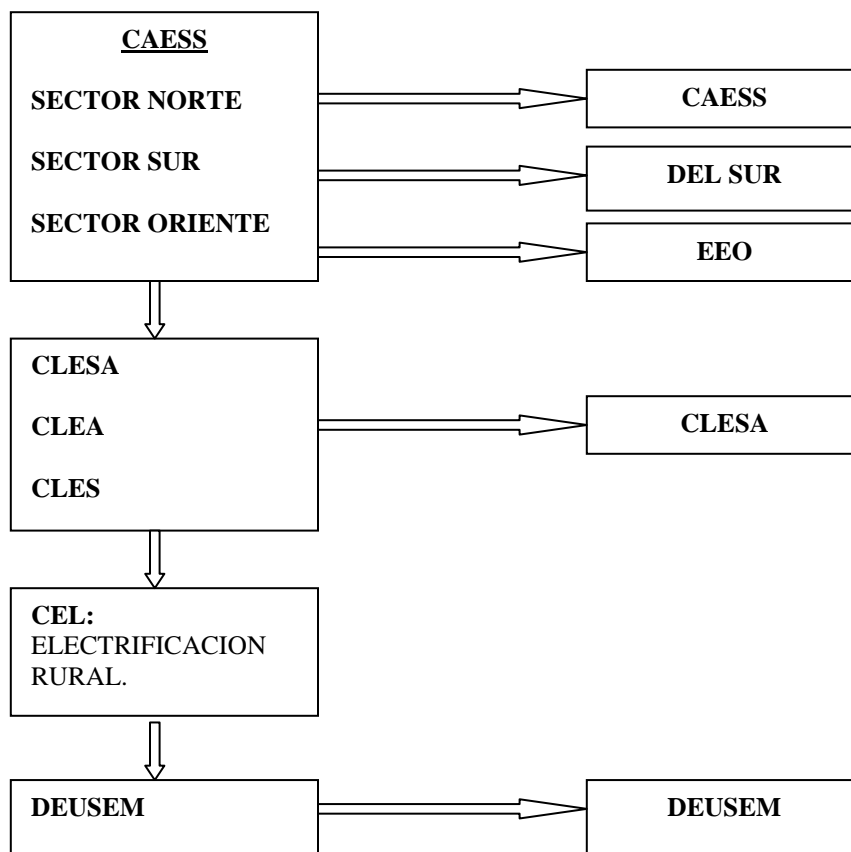 CAESS
SECTOR NORTE
SECTOR SUR
SECTOR ORIENTE
CAESS
DEL SUR
EEO
CLESA
CLEA
CLES
CLESA
CEL:
ELECTRIFICACION
RURAL.
DEUSEM
DEUSEM